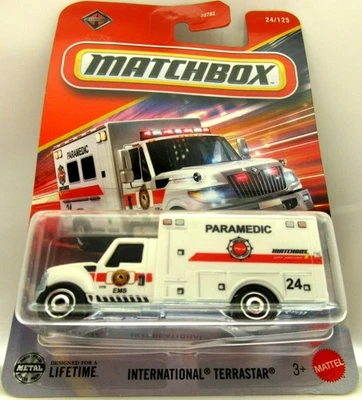 24/125
MATCHBOX
PARAMEDIC
PARAMEDIC
MATCHBOX
EMS
24
METAL
DESIGNED FOR A
LIFETIME
INTERNATIONAL® TERRASTAR®
3+
MATTEL